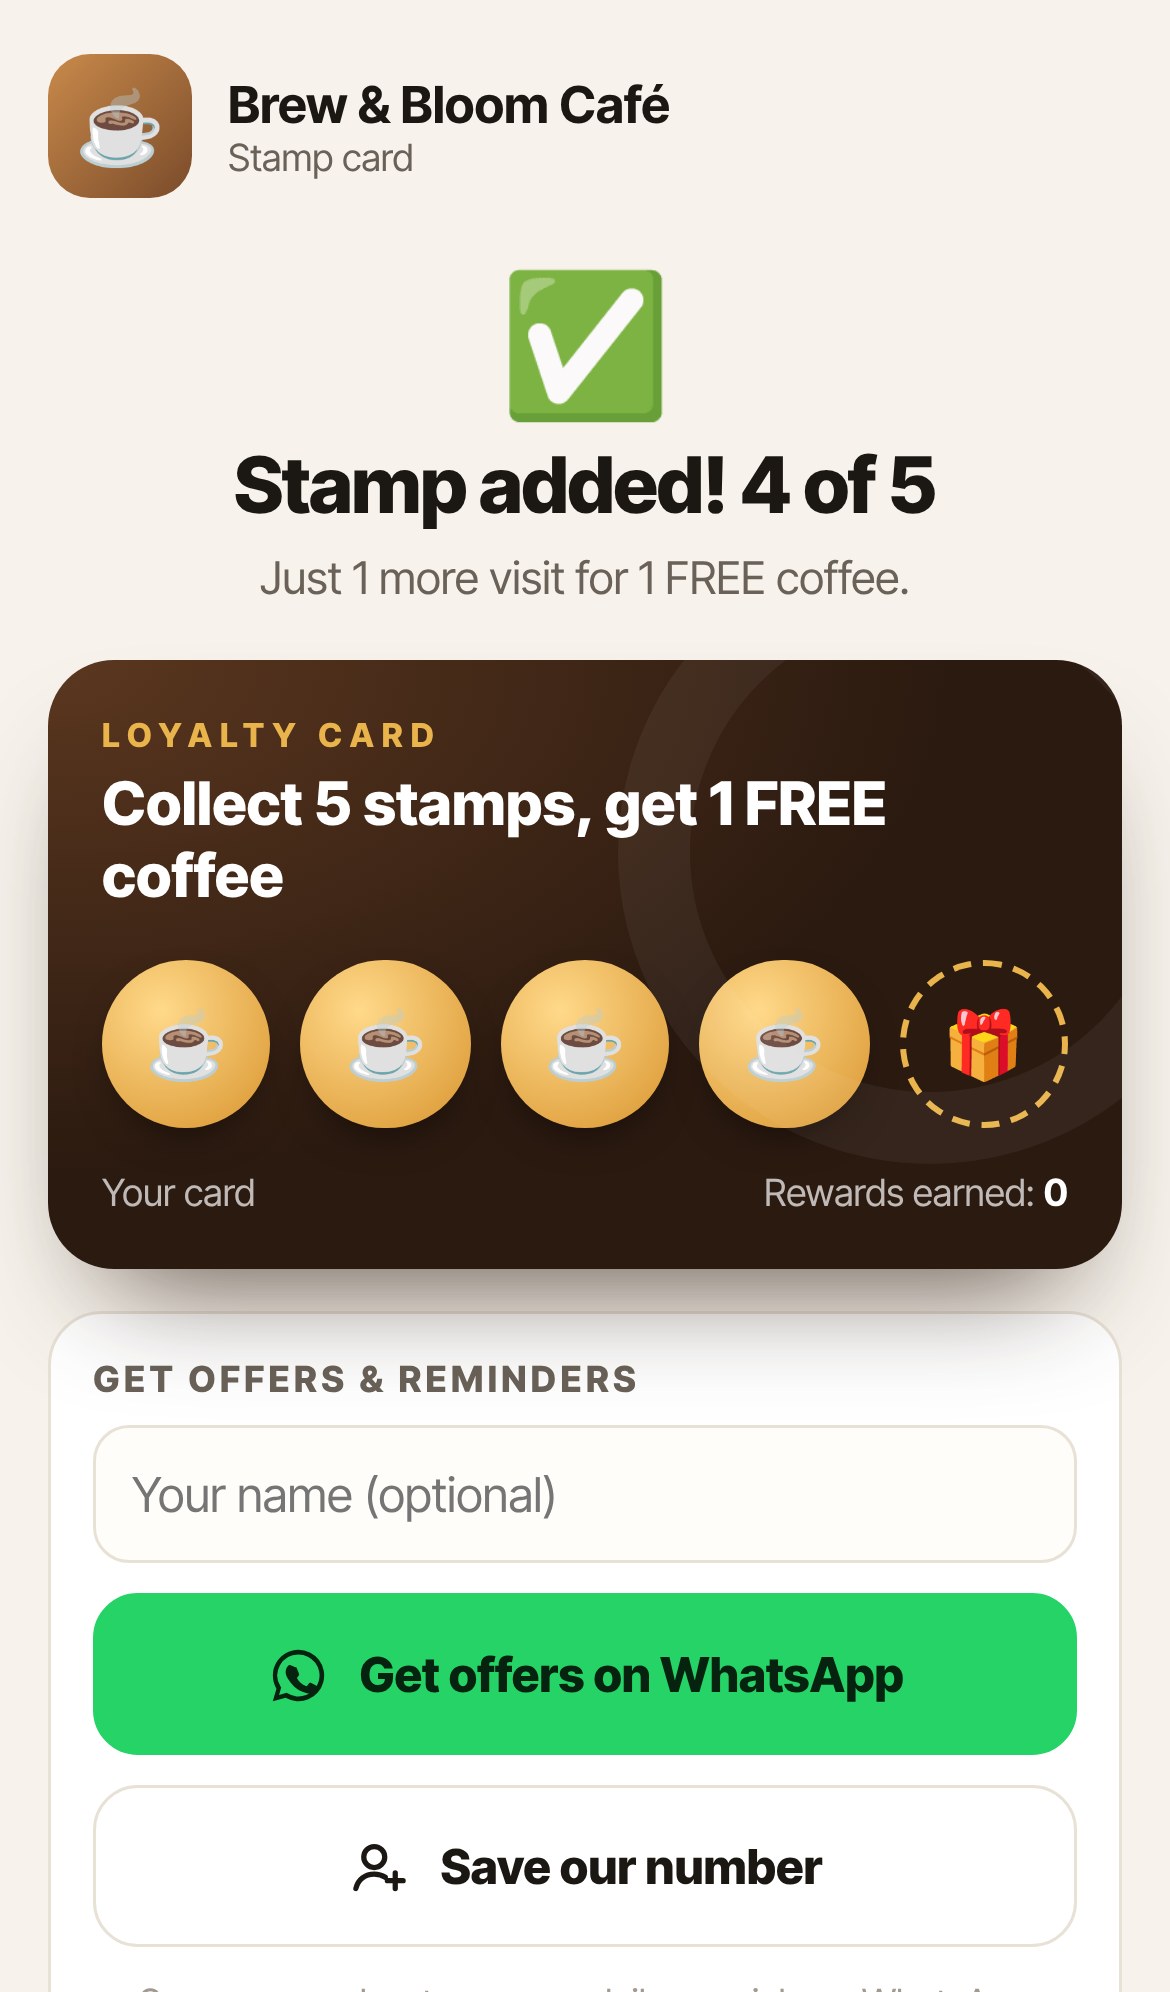 Brew & Bloom Café
Stamp card
Stamp added! 4 of 5
Just 1 more visit for 1 FREE coffee.
LOYALTY CARD
Collect 5 stamps, get 1 FREE
coffee
Your card
Rewards earned: 0
GET OFFERS & REMINDERS
Your name (optional)
Get offers on WhatsApp
Save our number